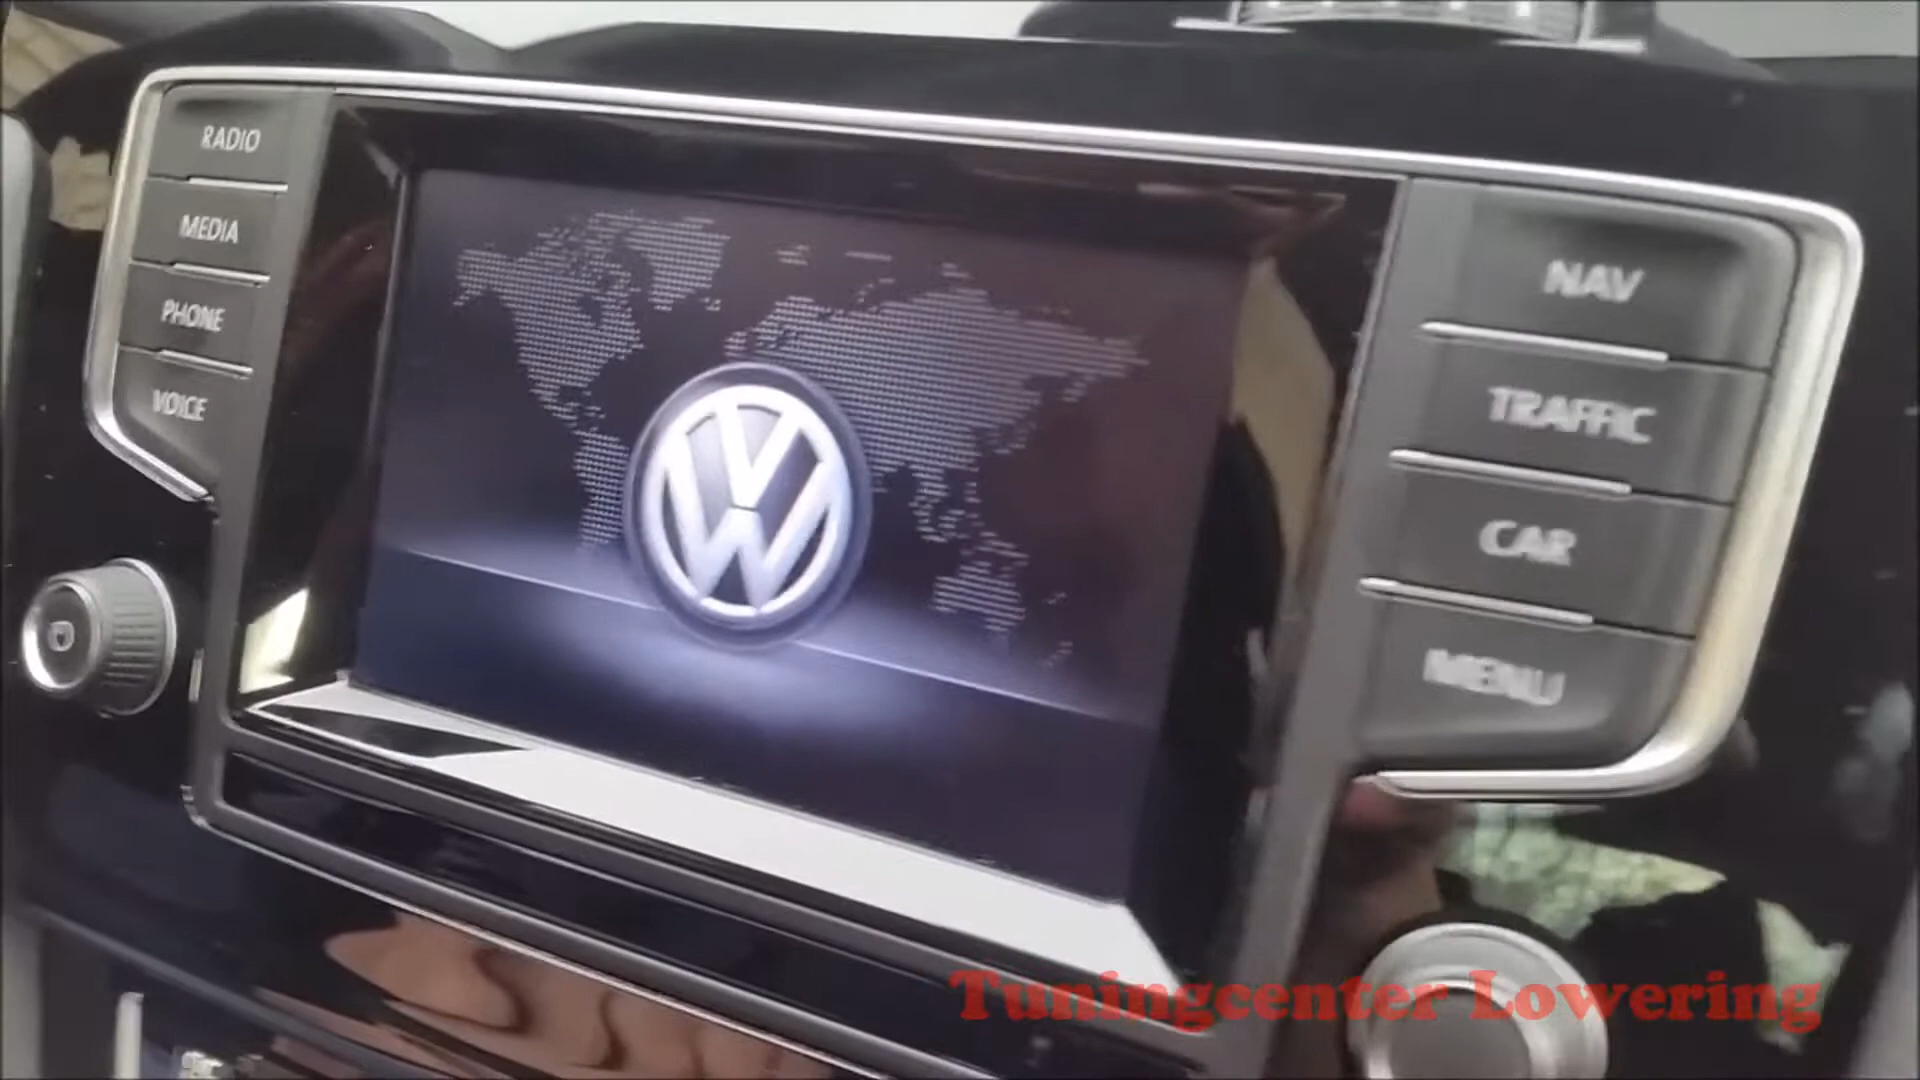 RADIO
MEDIA
PHONE
VOICE
NAV
TRAFFIC
CAR
MENU
Tuningcenter Lowering